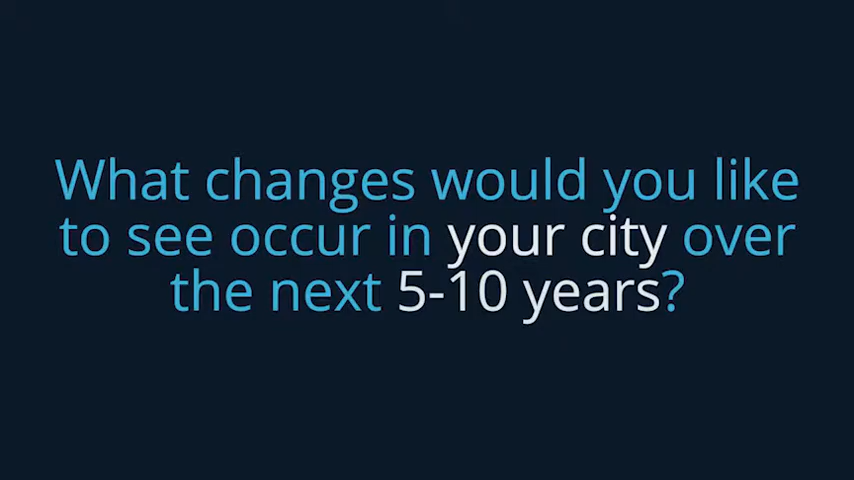 What changes would you like
to see occur in your city over
the next 5-10 years?